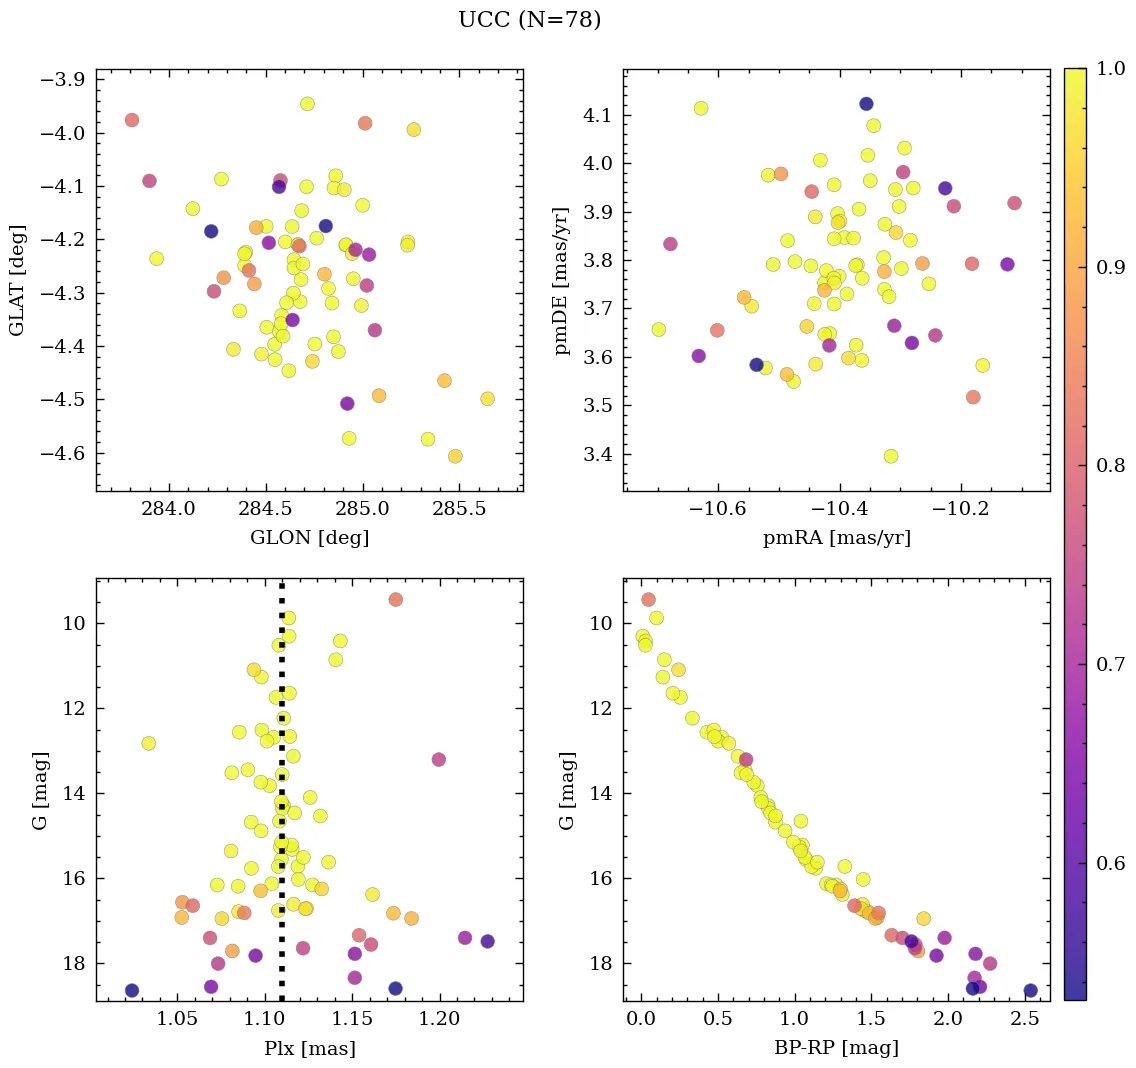 UCC (N=78)
−3.9
−4.0
−4.1
−4.2
−4.3
−4.4
−4.5
−4.6
GLAT [deg]
284.0 284.5 285.0 285.5
GLON [deg]
4.1
4.0
3.9
3.8
3.7
3.6
3.5
3.4
pmDE [mas/yr]
−10.6 −10.4 −10.2
pmRA [mas/yr]
1.0
0.9
0.8
0.7
0.6
10
12
14
16
18
G [mag]
1.05 1.10 1.15 1.20
Plx [mas]
10
12
14
16
18
G [mag]
0.0 0.5 1.0 1.5 2.0 2.5
BP-RP [mag]